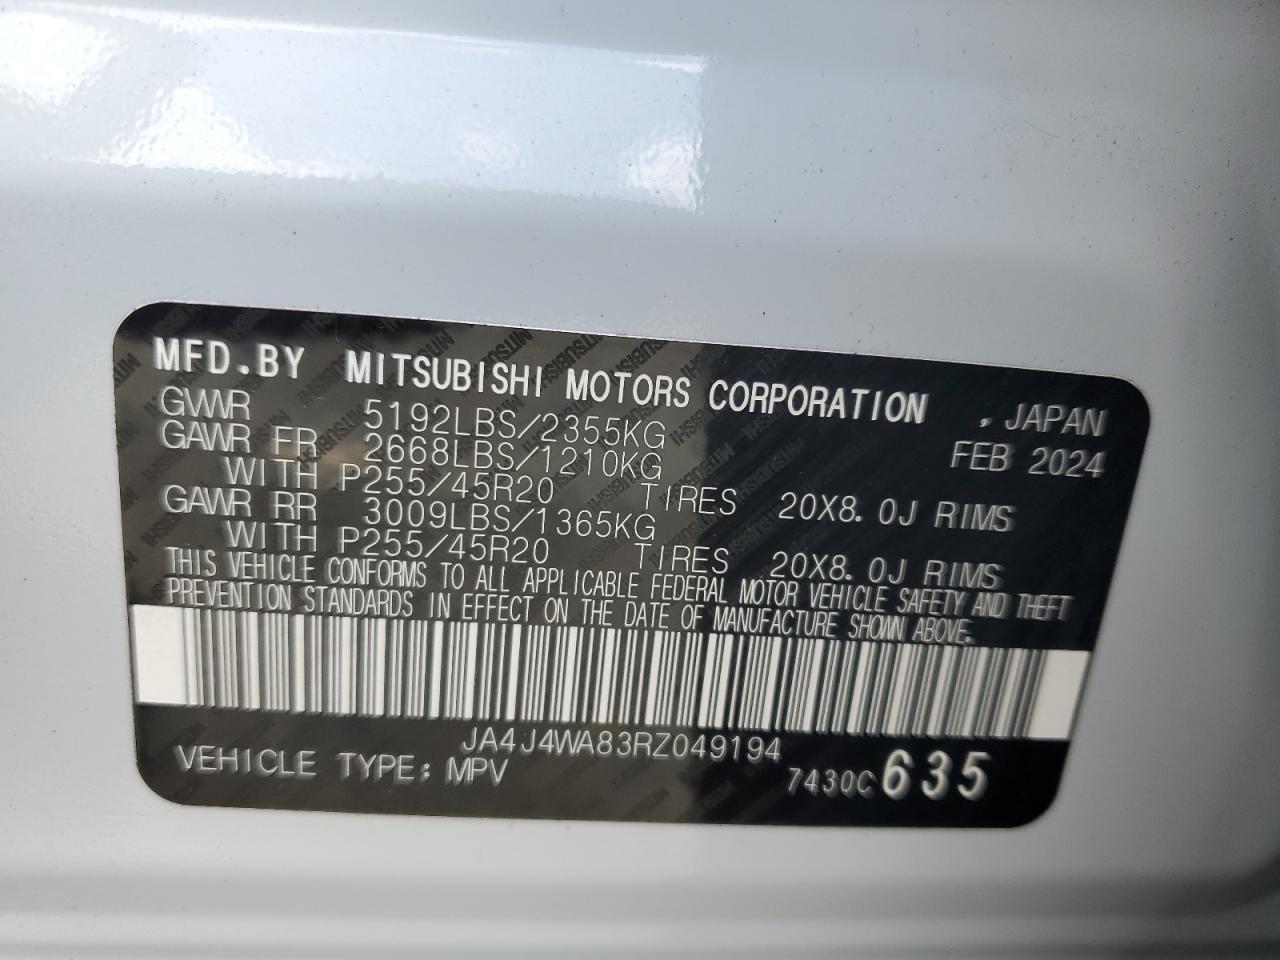 MFD.BY MITSUBISHI MOTORS CORPORATION , JAPAN
GVWR 5192LBS/2355KG FEB 2024
GAWR FR 2668LBS/1210KG
WITH P255/45R20 TIRES 20X8.0J RIMS
GAWR RR 3009LBS/1365KG
WITH P255/45R20 TIRES 20X8.0J RIMS
THIS VEHICLE CONFORMS TO ALL APPLICABLE FEDERAL MOTOR VEHICLE SAFETY AND THEFT
PREVENTION STANDARDS IN EFFECT ON THE DATE OF MANUFACTURE SHOWN ABOVE.
JA4J4WA83RZ049194
VEHICLE TYPE: MPV 7430C 635